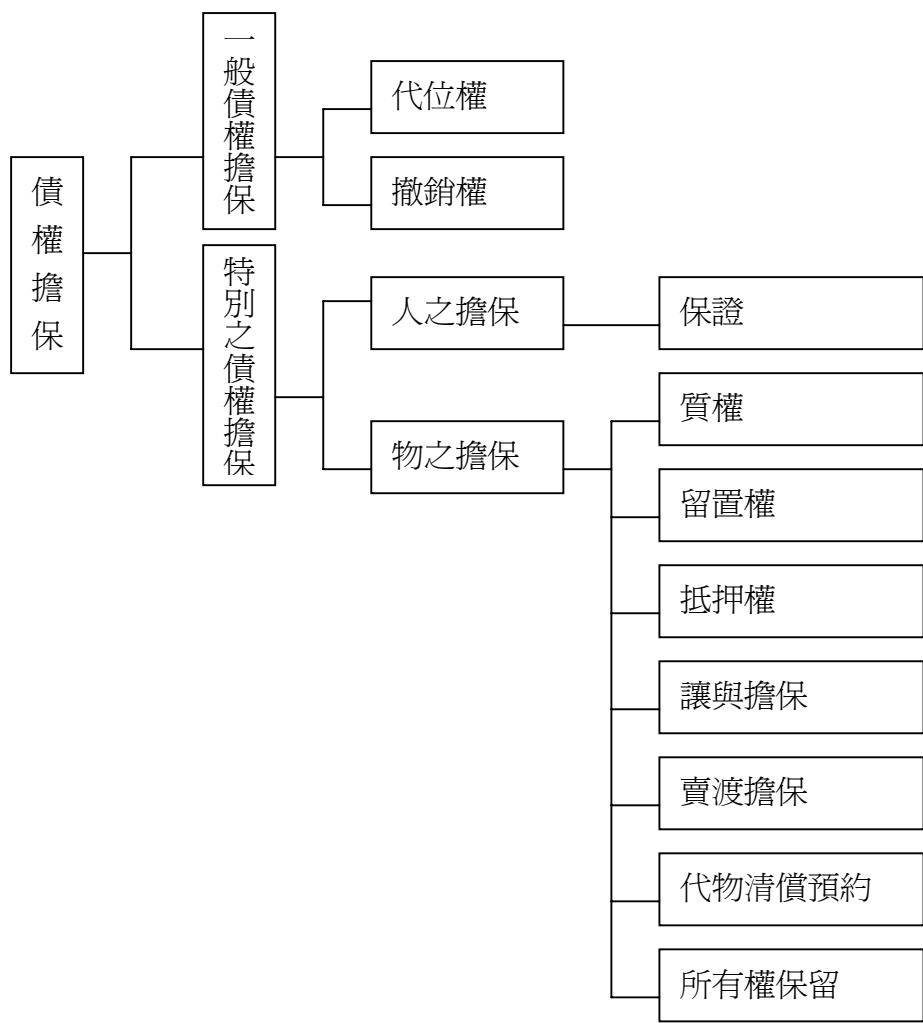 債權擔保
一般債權擔保
代位權
撤銷權
特別之債權擔保
人之擔保
保證
物之擔保
質權
留置權
抵押權
讓與擔保
賣渡擔保
代物清償預約
所有權保留